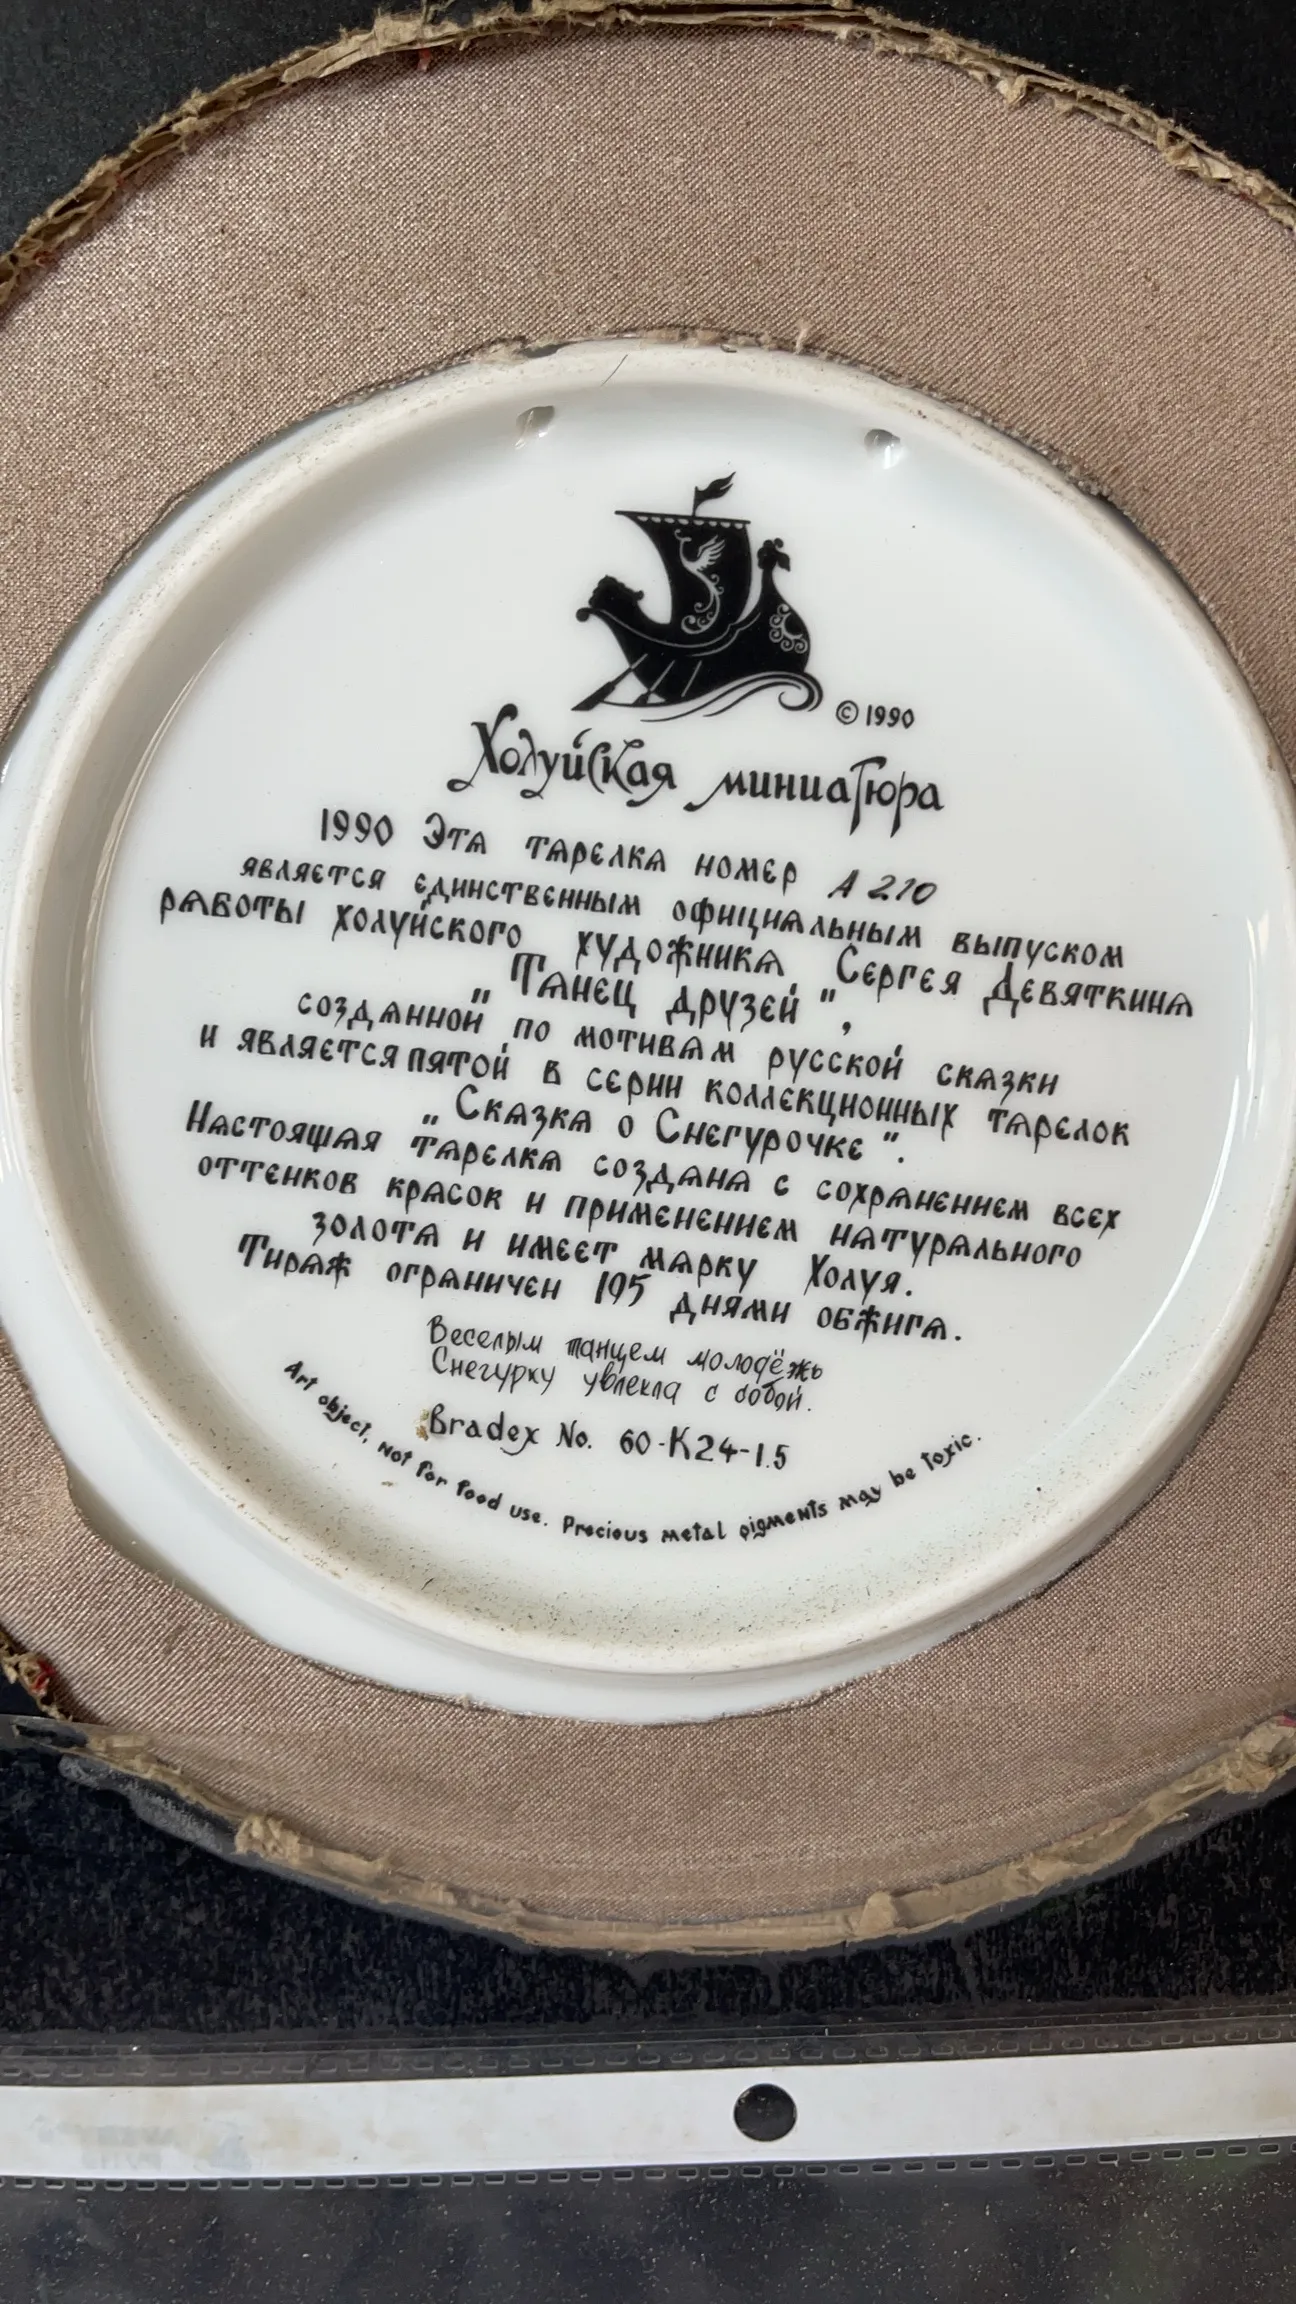 © 1990
Холуйская миниатюра
1990 Эта тарелка номер А 210
является единственным официальным выпуском
работы холуйского художника Сергея Девяткина
„Танец друзей",
созданной по мотивам русской сказки
и является пятой в серии коллекционных тарелок
„Сказка о Снегурочке".
Настоящая тарелка создана с сохранением всех
оттенков красок и применением натурального
золота и имеет марку Холуя.
Тираж ограничен 195 днями обжига.
Веселым танцем молодёжь
Снегурку увлекла с собой.
Bradex No. 60-K24-1.5
Art object, not for food use. Precious metal pigments may be toxic.